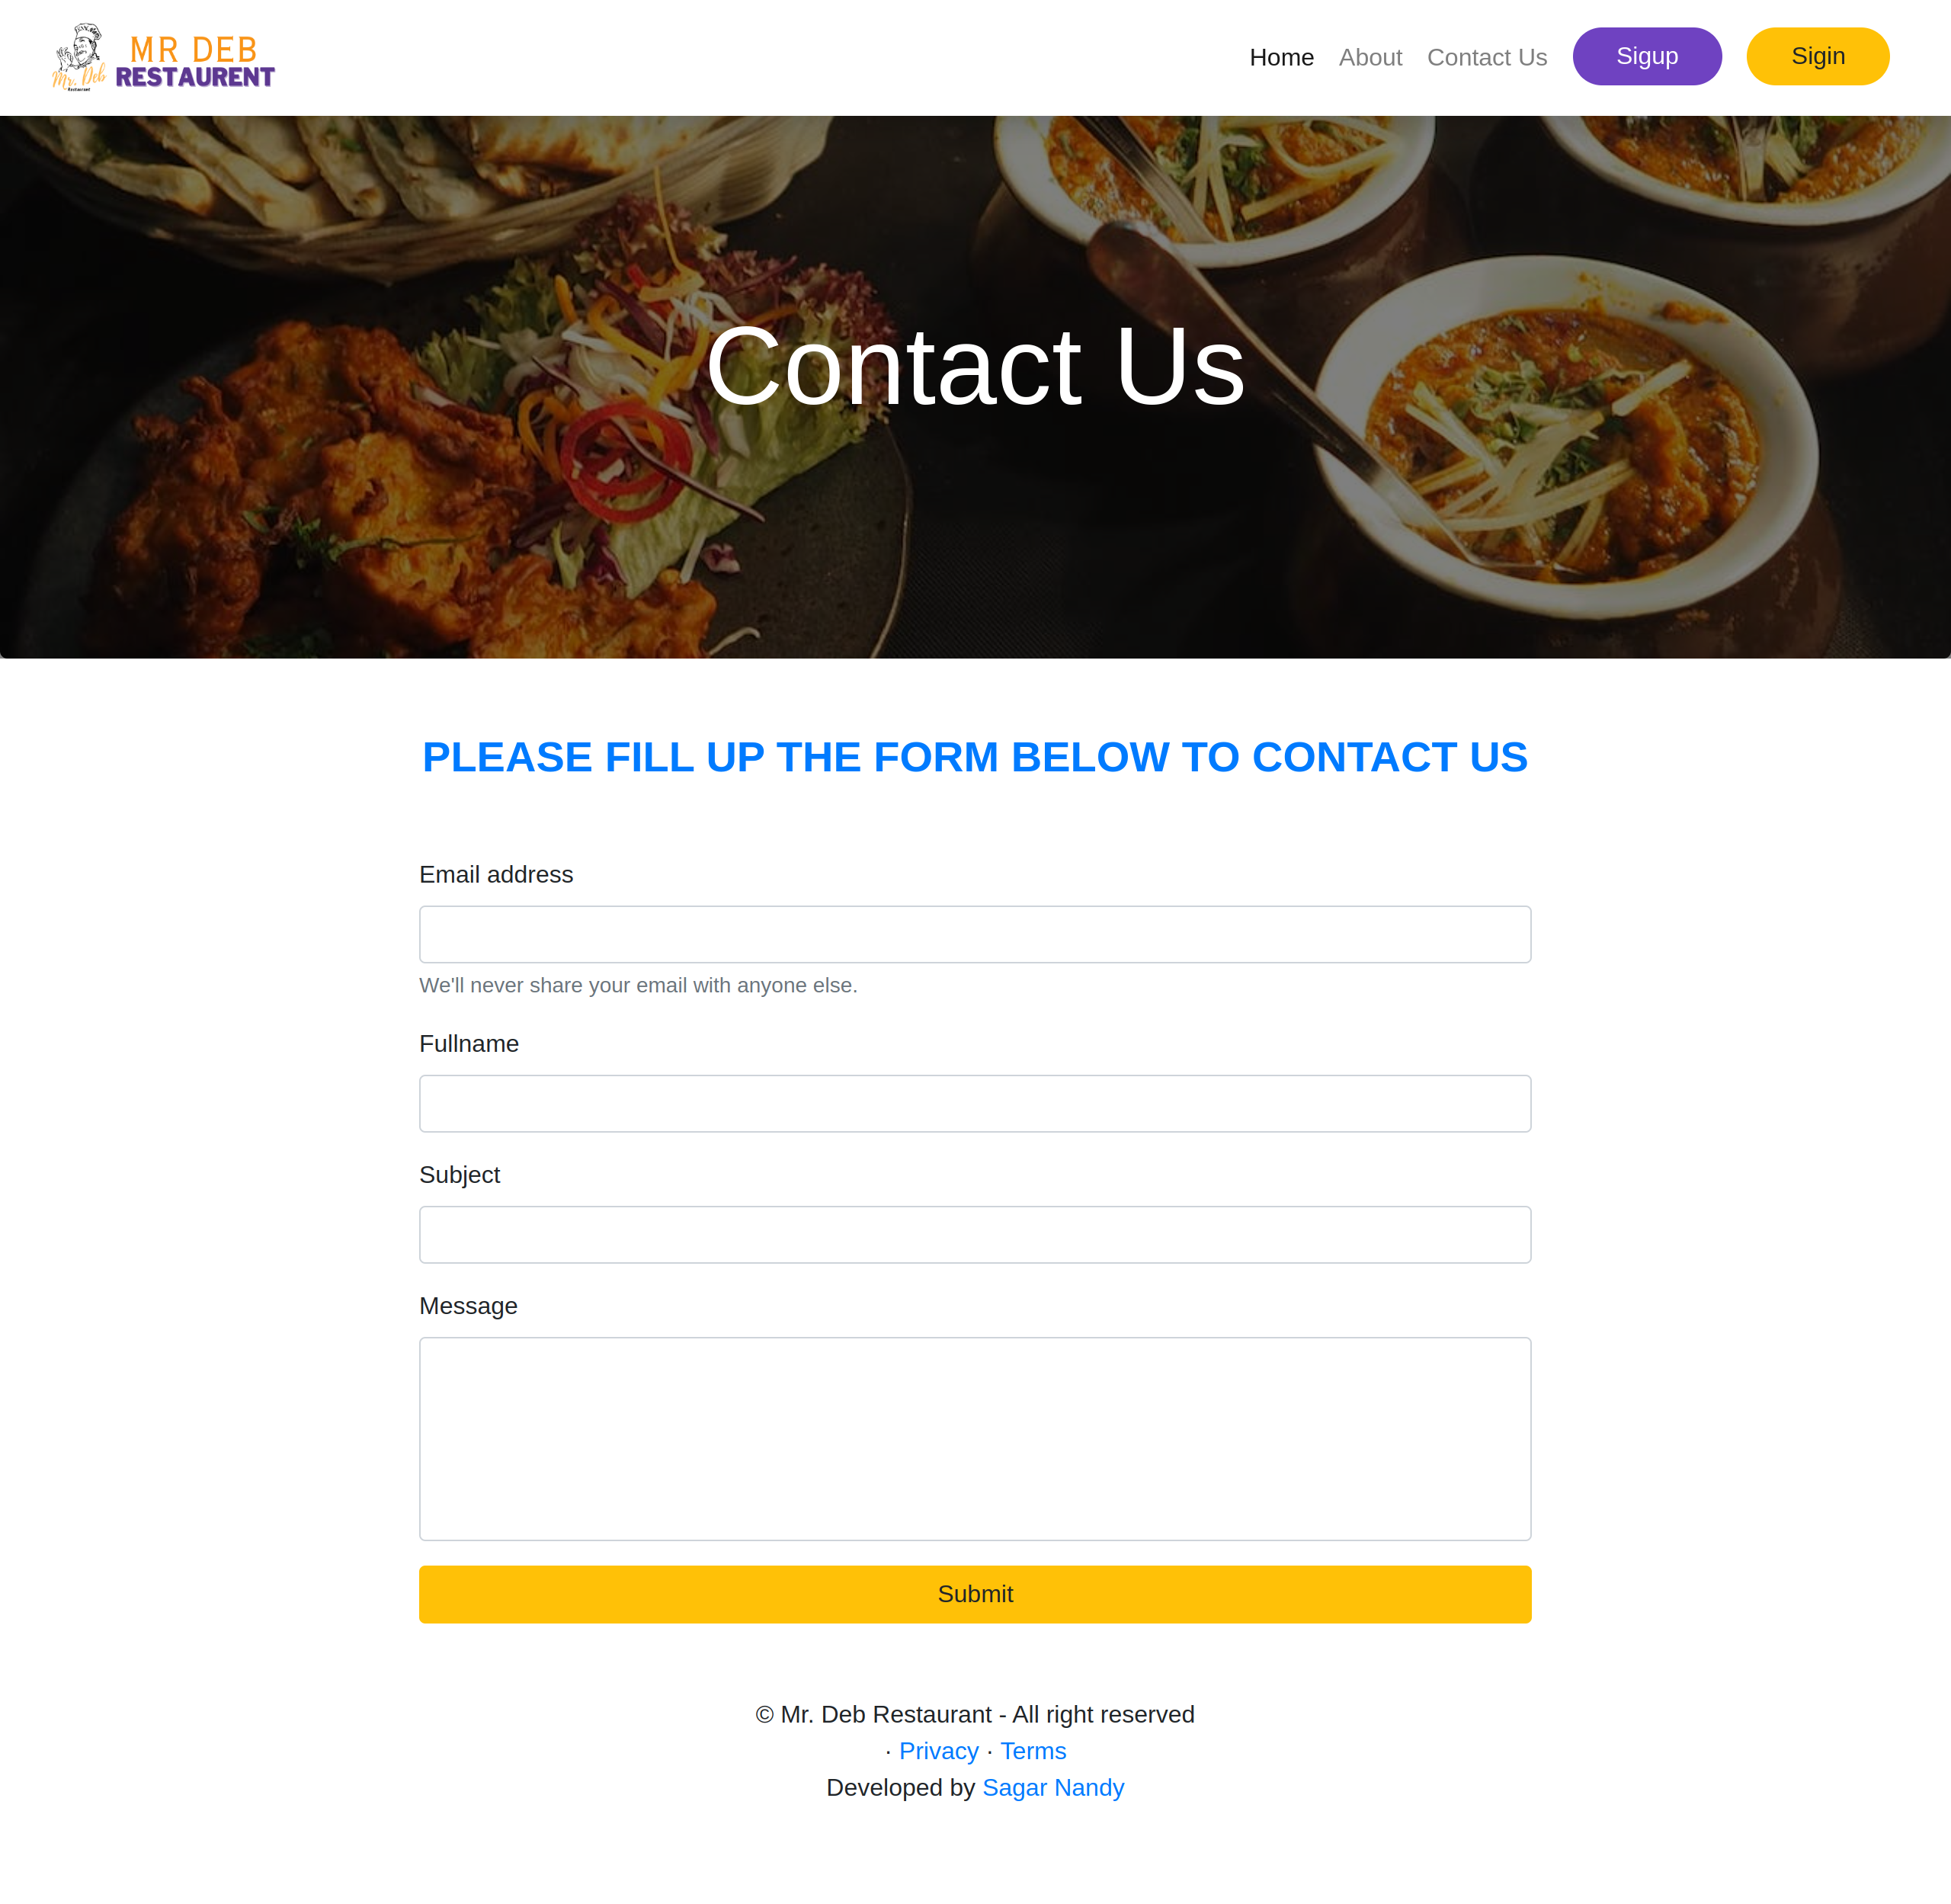 Mr. Deb
Restaurant
MR DEB
RESTAURENT
Home About Contact Us Sigup Sigin
Contact Us
PLEASE FILL UP THE FORM BELOW TO CONTACT US
Email address
We'll never share your email with anyone else.
Fullname
Subject
Message
Submit
© Mr. Deb Restaurant - All right reserved
· Privacy · Terms
Developed by Sagar Nandy